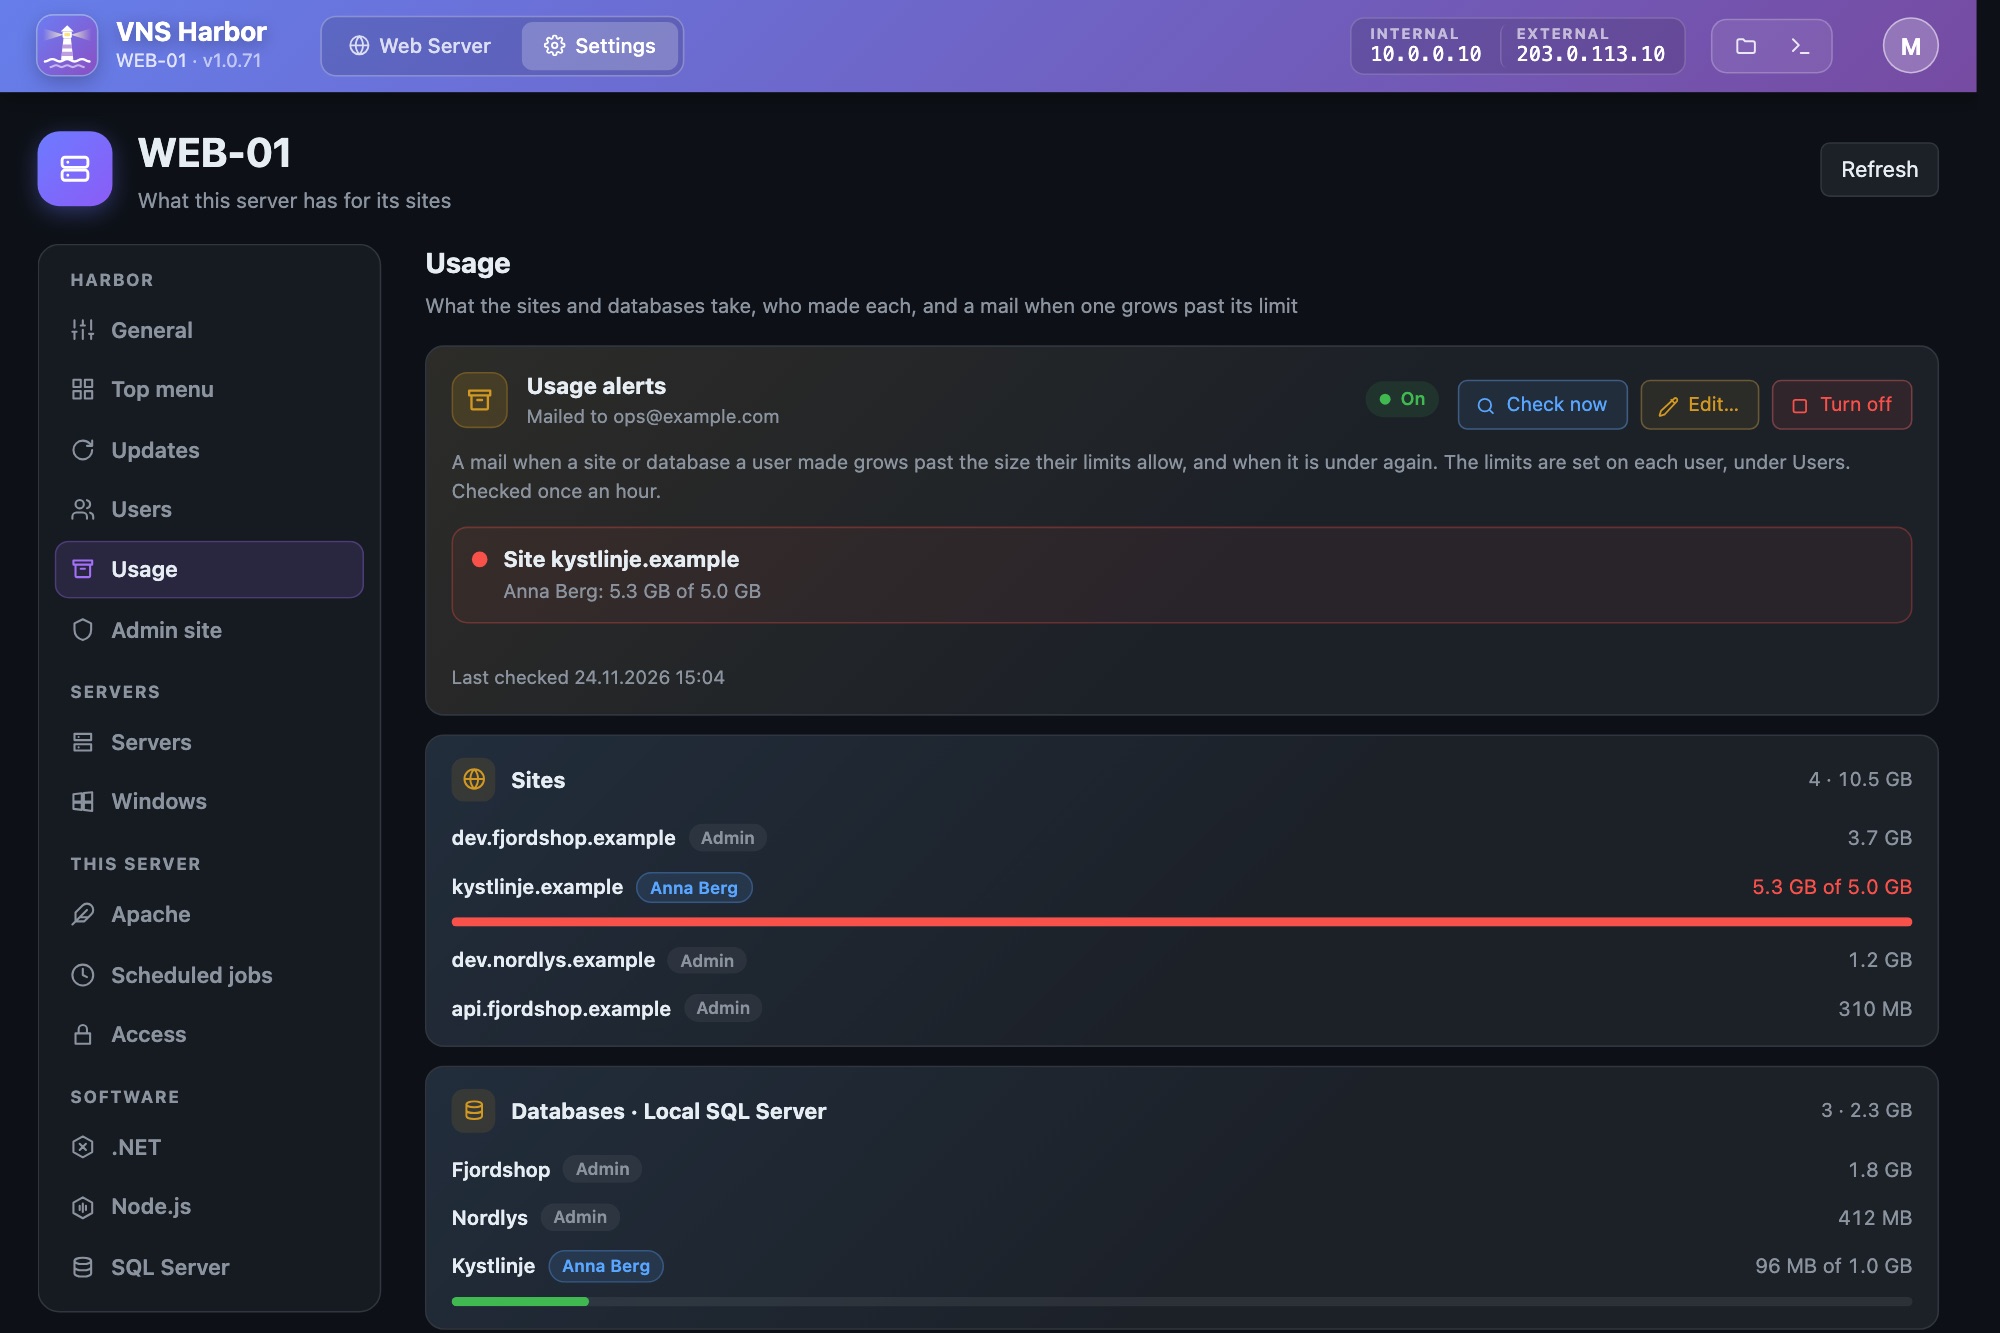 VNS Harbor
WEB-01 · v1.0.71
Web Server
Settings
INTERNAL
10.0.0.10
EXTERNAL
203.0.113.10
M
WEB-01
What this server has for its sites
Refresh
HARBOR
General
Top menu
Updates
Users
Usage
Admin site
SERVERS
Servers
Windows
THIS SERVER
Apache
Scheduled jobs
Access
SOFTWARE
.NET
Node.js
SQL Server
Usage
What the sites and databases take, who made each, and a mail when one grows past its limit
Usage alerts
Mailed to ops@example.com
On
Check now
Edit...
Turn off
A mail when a site or database a user made grows past the size their limits allow, and when it is under again. The limits are set on each user, under Users.
Checked once an hour.
Site kystlinje.example
Anna Berg: 5.3 GB of 5.0 GB
Last checked 24.11.2026 15:04
Sites
4 · 10.5 GB
dev.fjordshop.example Admin 3.7 GB
kystlinje.example Anna Berg 5.3 GB of 5.0 GB
dev.nordlys.example Admin 1.2 GB
api.fjordshop.example Admin 310 MB
Databases · Local SQL Server
3 · 2.3 GB
Fjordshop Admin 1.8 GB
Nordlys Admin 412 MB
Kystlinje Anna Berg 96 MB of 1.0 GB